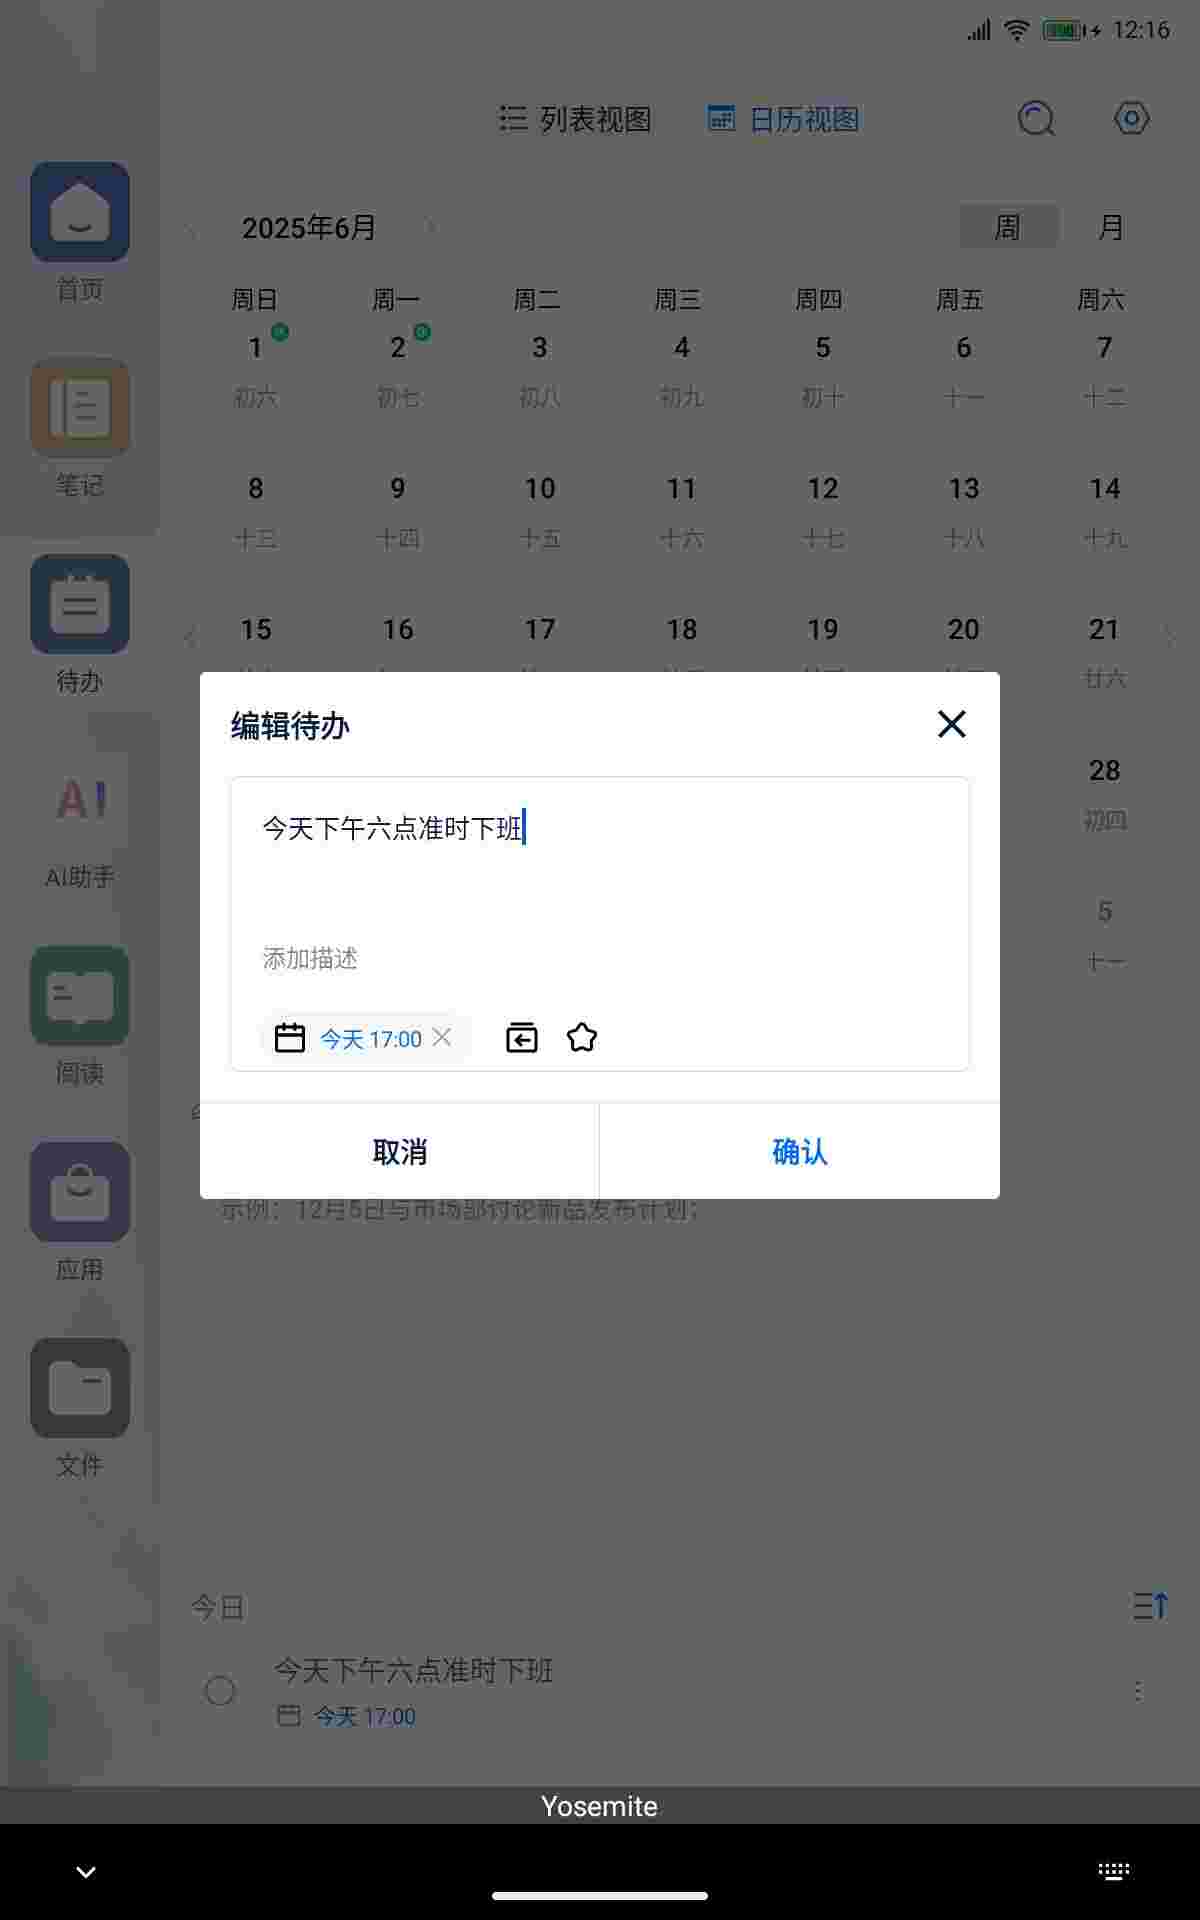 12:16
列表视图 日历视图
首页
笔记
待办
AI
AI助手
阅读
应用
文件
2025年6月 周 月
周日 周一 周二 周三 周四 周五 周六
1 2 3 4 5 6 7
初六 初七 初八 初九 初十 十一 十二
8 9 10 11 12 13 14
十三 十四 十五 十六 十七 十八 十九
15 16 17 18 19 20 21
廿六
28
初四
5
十一
编辑待办
今天下午六点准时下班
添加描述
今天 17:00
取消 确认
示例：12月5日与市场部讨论新品发布计划；
今日
今天下午六点准时下班
今天 17:00
Yosemite